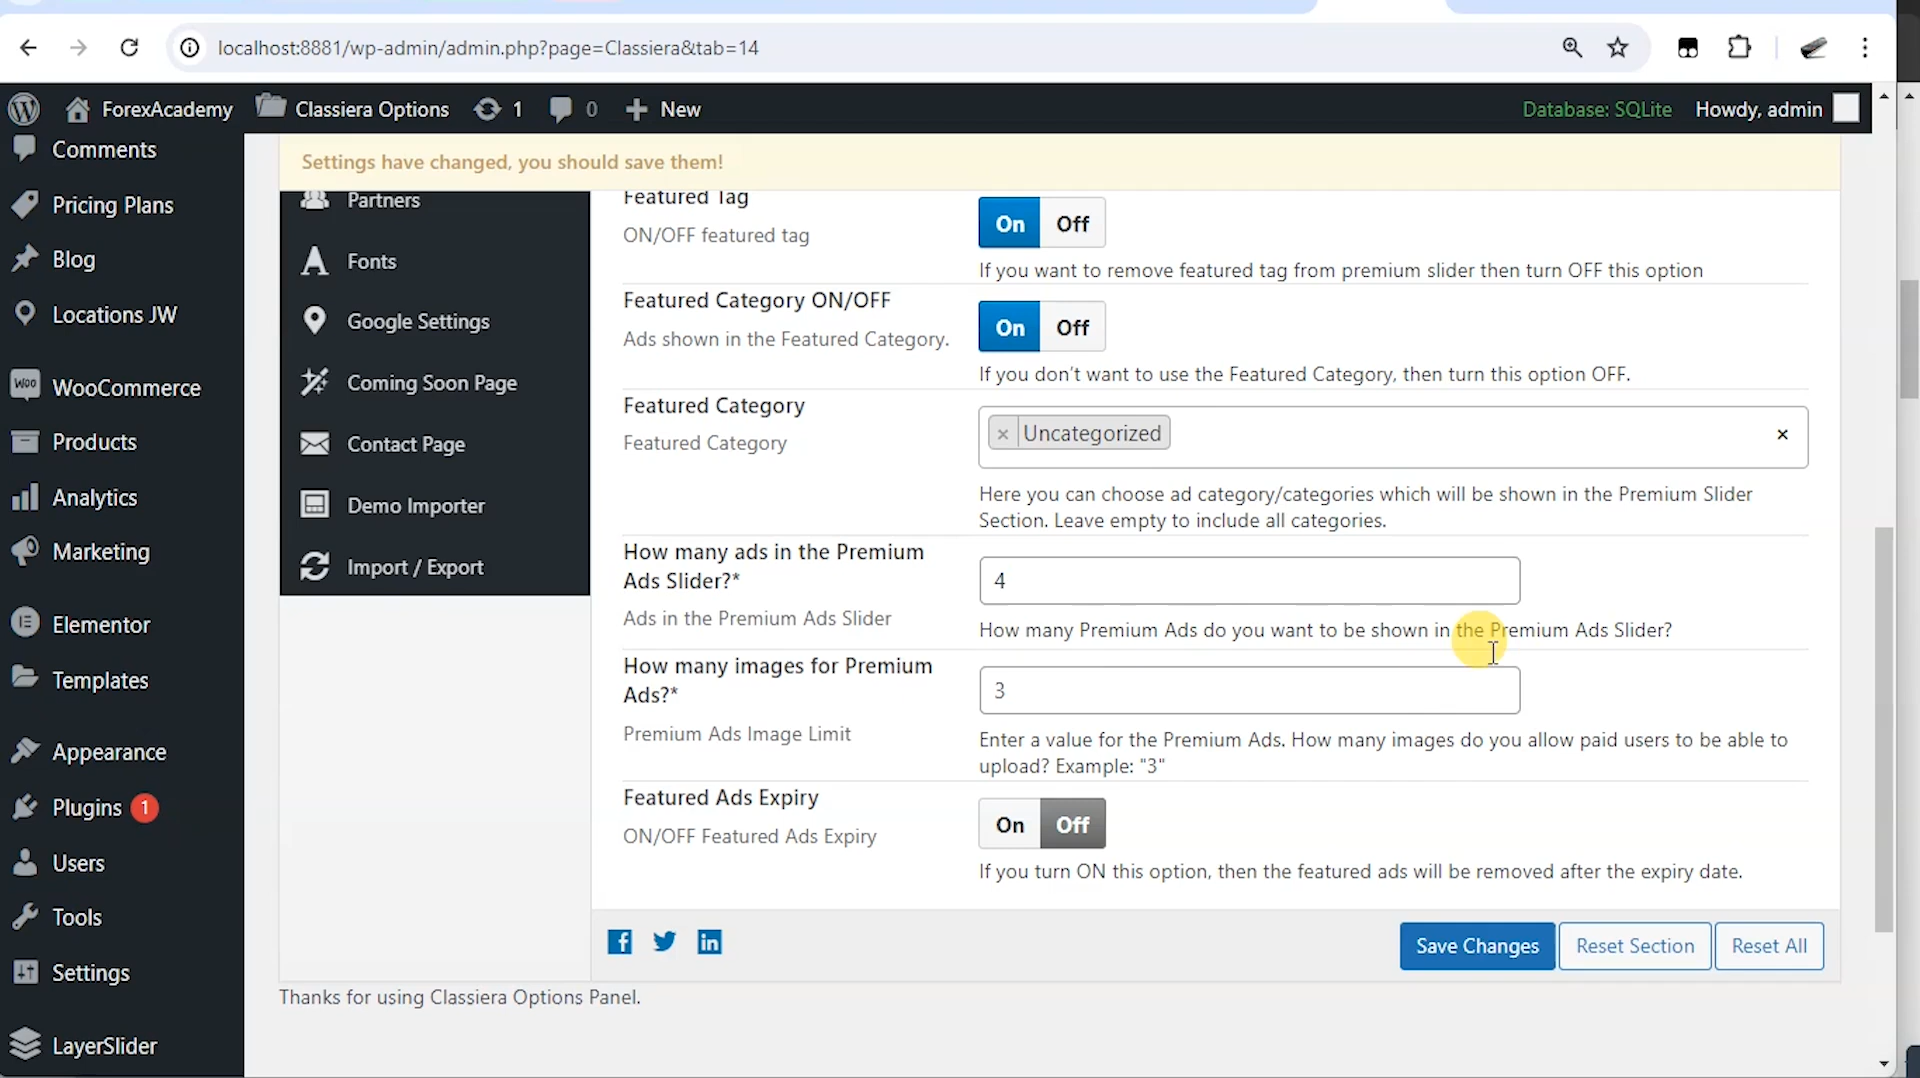 localhost:8881/wp-admin/admin.php?page=Classiera&tab=14
ForexAcademy
Classiera Options
1
0
New
Database: SQLite
Howdy, admin
Comments
Pricing Plans
Blog
Locations JW
Woo
WooCommerce
Products
Analytics
Marketing
Elementor
Templates
Appearance
Plugins 1
Users
Tools
Settings
LayerSlider
Settings have changed, you should save them!
Partners
Fonts
Google Settings
Coming Soon Page
Contact Page
Demo Importer
Import / Export
Featured Tag
ON/OFF featured tag
On Off
If you want to remove featured tag from premium slider then turn OFF this option
Featured Category ON/OFF
Ads shown in the Featured Category.
On Off
If you don't want to use the Featured Category, then turn this option OFF.
Featured Category
Featured Category
× Uncategorized ×
Here you can choose ad category/categories which will be shown in the Premium Slider
Section. Leave empty to include all categories.
How many ads in the Premium
Ads Slider?*
Ads in the Premium Ads Slider
4
How many Premium Ads do you want to be shown in the Premium Ads Slider?
How many images for Premium
Ads?*
Premium Ads Image Limit
3
Enter a value for the Premium Ads. How many images do you allow paid users to be able to
upload? Example: "3"
Featured Ads Expiry
ON/OFF Featured Ads Expiry
On Off
If you turn ON this option, then the featured ads will be removed after the expiry date.
Save Changes
Reset Section
Reset All
Thanks for using Classiera Options Panel.